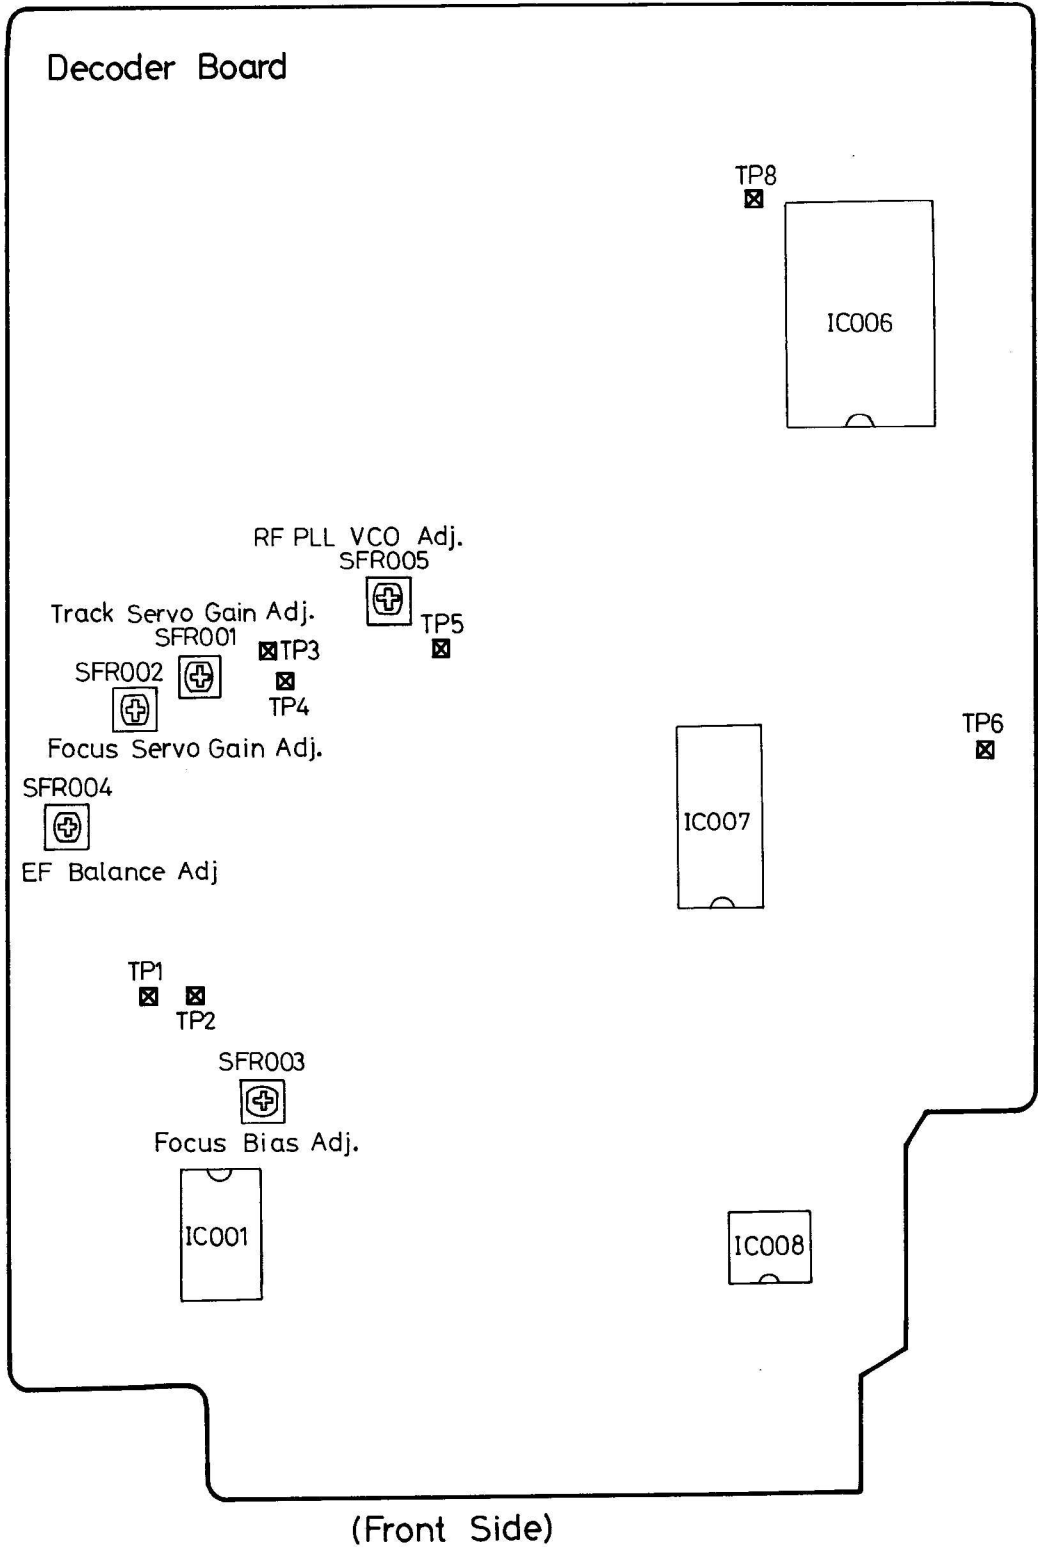 Decoder Board
TP8
IC006
RF PLL VCO Adj.
SFR005
Track Servo Gain Adj.
SFR001
TP3
TP5
SFR002
TP4
Focus Servo Gain Adj.
TP6
SFR004
IC007
EF Balance Adj
TP1
TP2
SFR003
Focus Bias Adj.
IC001
IC008
(Front Side)